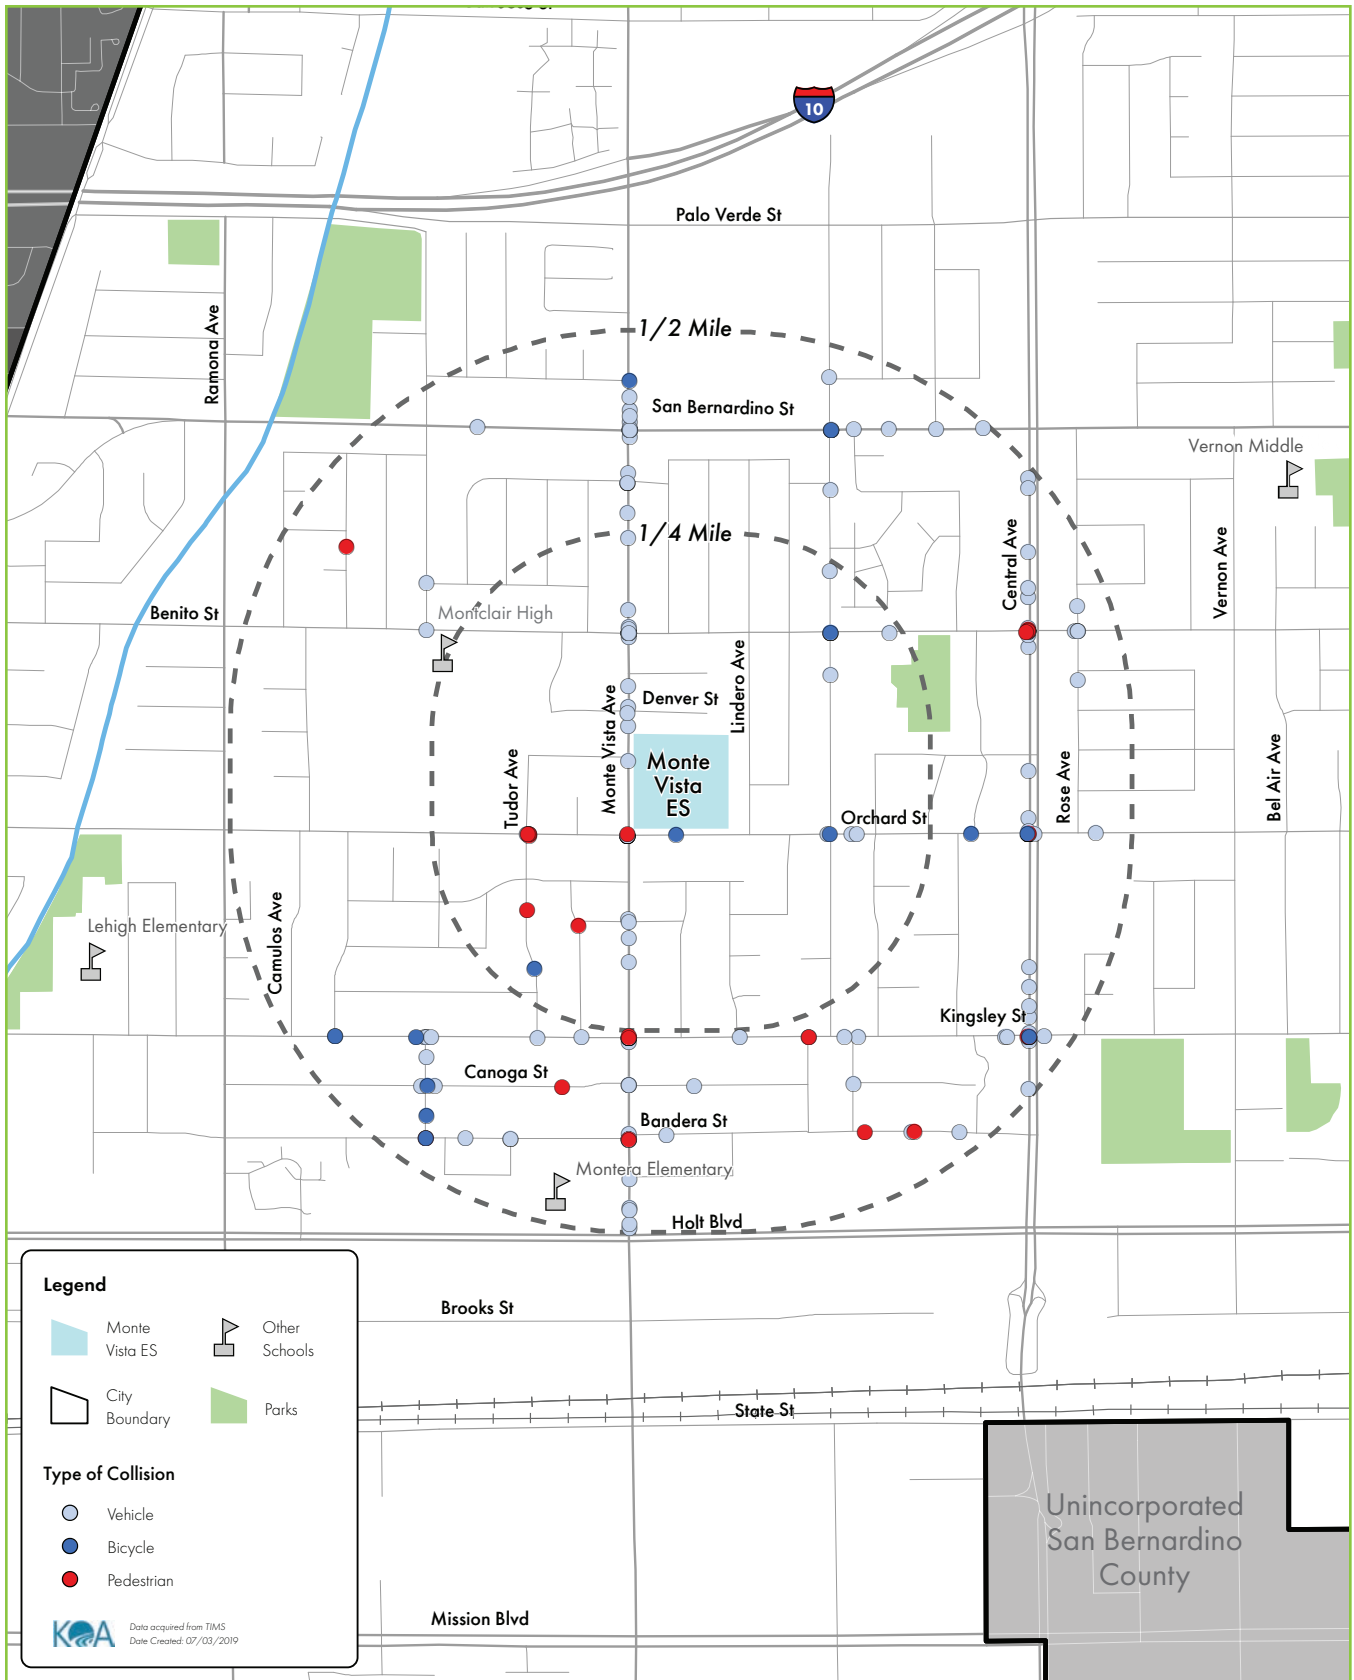 10
Palo Verde St
Ramona Ave
1/2 Mile
San Bernardino St
Vernon Middle
1/4 Mile
Central Ave
Vernon Ave
Benito St
Montclair High
Lindero Ave
Denver St
Monte Vista Ave
Tudor Ave
Monte
Vista
ES
Rose Ave
Bel Air Ave
Orchard St
Camulos Ave
Lehigh Elementary
Kingsley St
Canoga St
Bandera St
Montera Elementary
Holt Blvd
Legend
Monte
Vista ES
Other
Schools
City
Boundary
Parks
Type of Collision
Vehicle
Bicycle
Pedestrian
KOA
Data acquired from TIMS
Date Created: 07/03/2019
Brooks St
State St
Unincorporated
San Bernardino
County
Mission Blvd